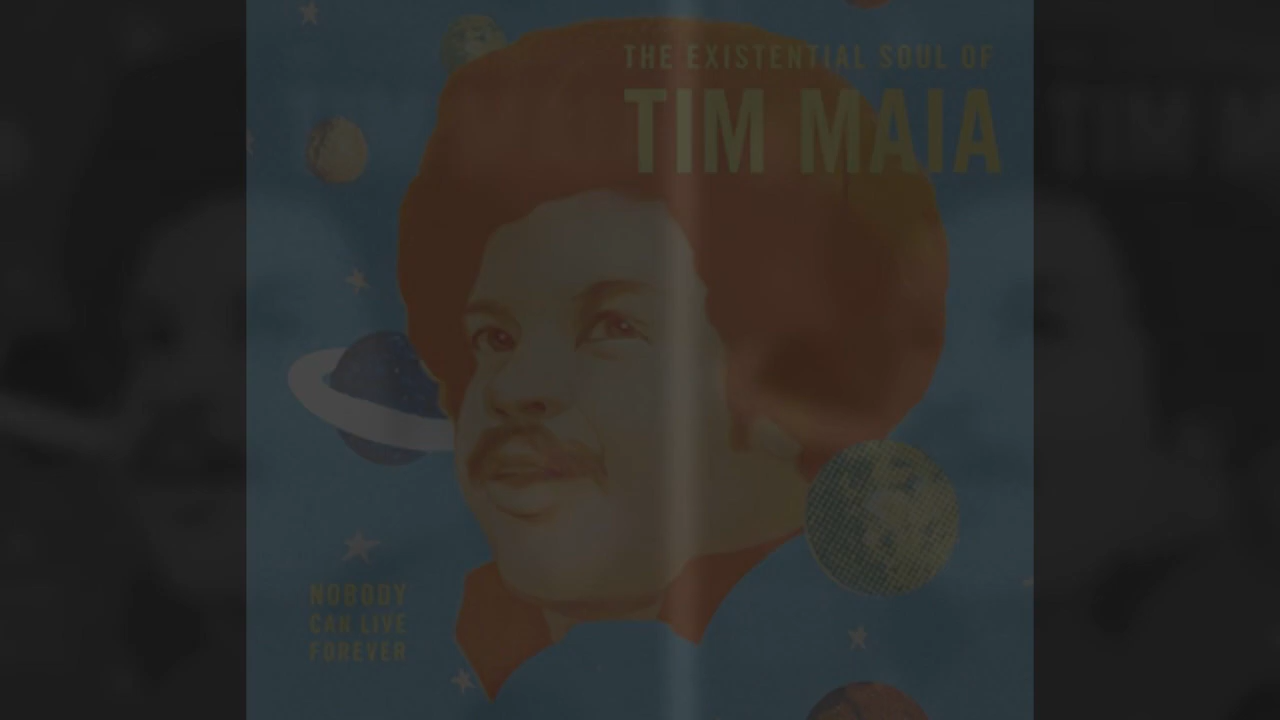 THE EXISTENTIAL SOUL OF
TIM MAIA
NOBODY
CAN LIVE
FOREVER